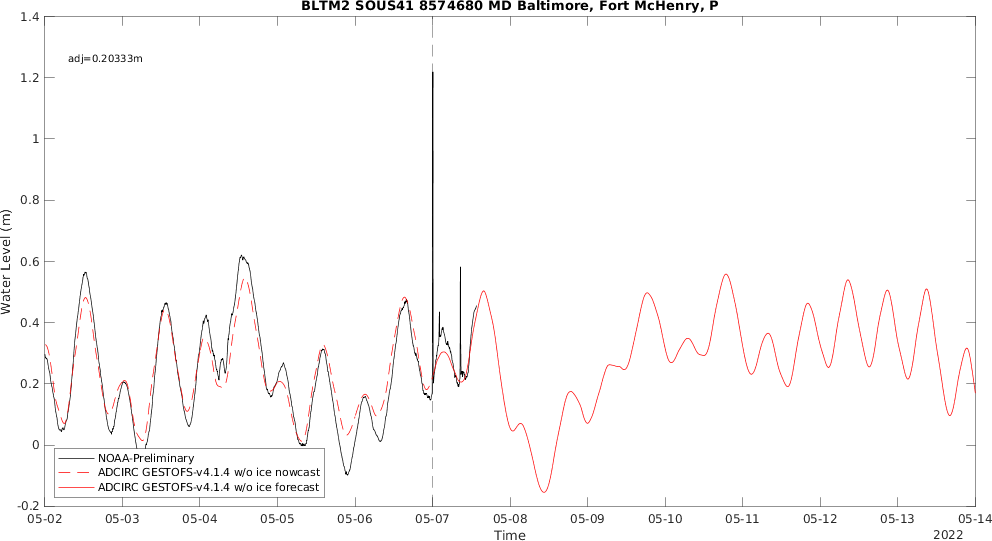 BLTM2 SOUS41 8574680 MD Baltimore, Fort McHenry, P
adj=0.20333m
1.4
1.2
1
0.8
0.6
0.4
0.2
0
-0.2
Water Level (m)
NOAA-Preliminary
ADCIRC GESTOFS-v4.1.4 w/o ice nowcast
ADCIRC GESTOFS-v4.1.4 w/o ice forecast
05-02 05-03 05-04 05-05 05-06 05-07 05-08 05-09 05-10 05-11 05-12 05-13 05-14
Time
2022